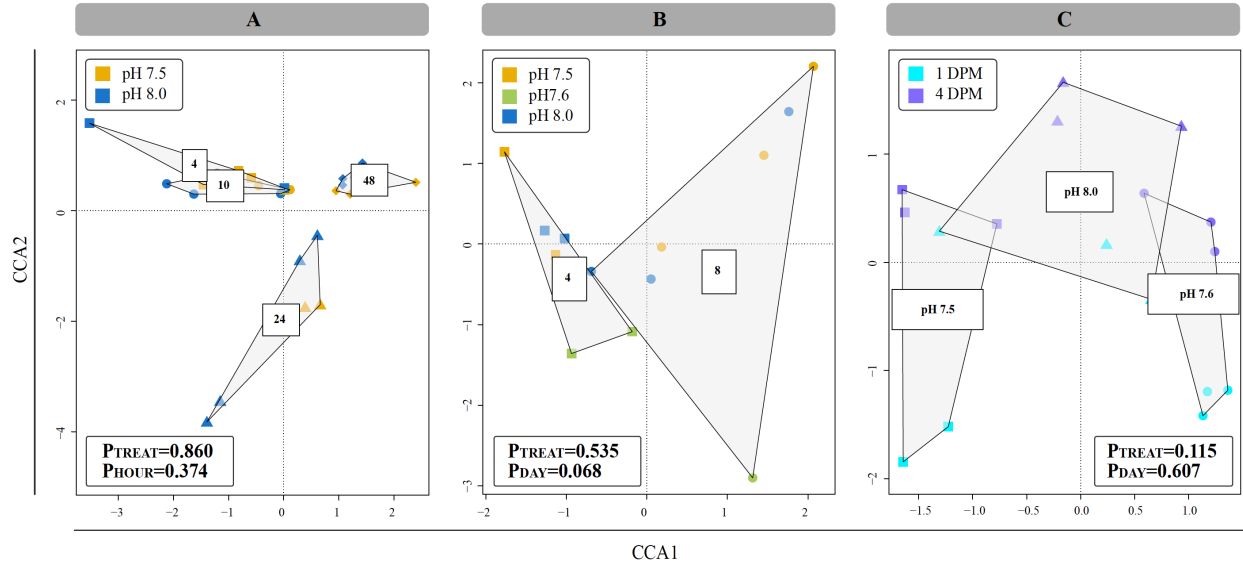 A
B
C
CCA2
pH 7.5
pH 8.0
4
10
48
24
PTREAT=0.860
PHOUR=0.374
2
0
−2
−4
−3
−2
−1
0
1
2
pH 7.5
pH7.6
pH 8.0
4
8
PTREAT=0.535
PDAY=0.068
2
1
0
−1
−2
−3
−2
−1
0
1
2
1 DPM
4 DPM
pH 8.0
pH 7.5
pH 7.6
PTREAT=0.115
PDAY=0.607
1
0
−1
−2
−1.5
−1.0
−0.5
0.0
0.5
1.0
CCA1